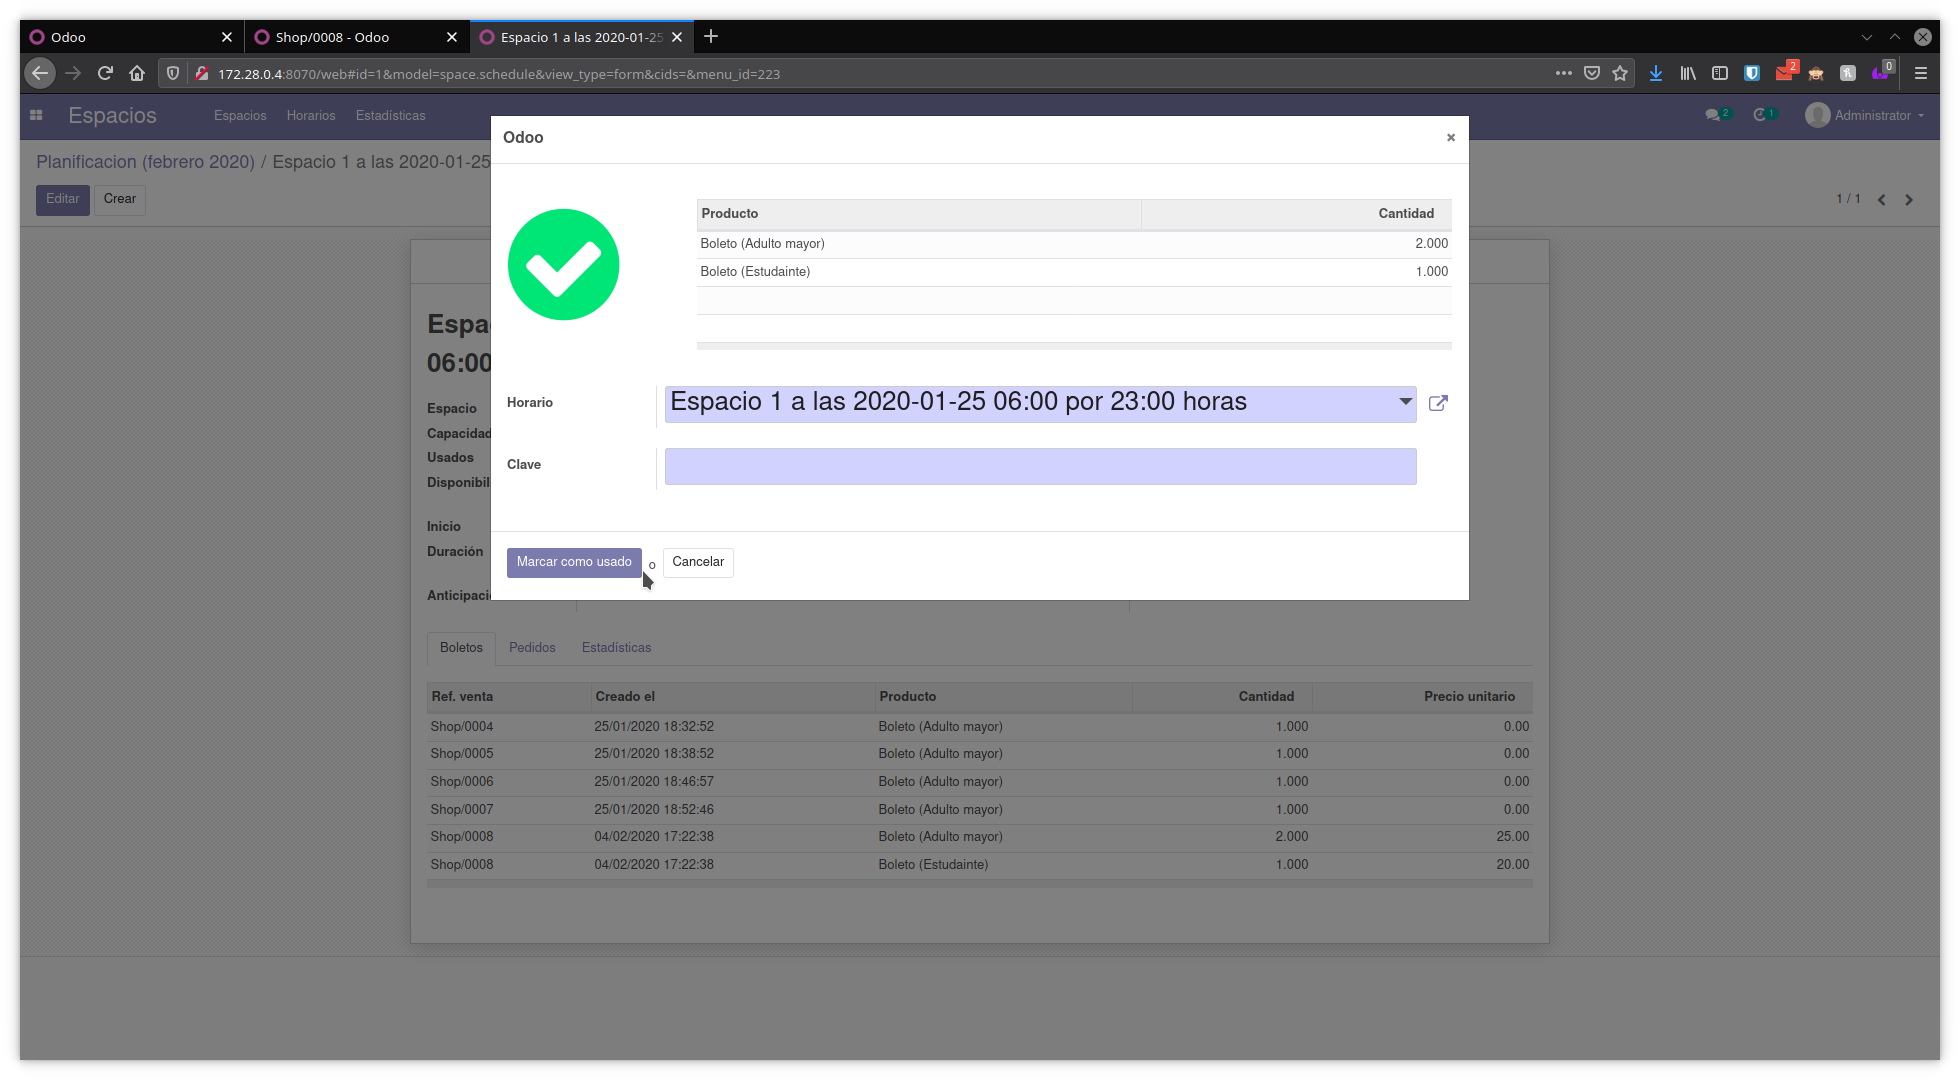 Odoo
Shop/0008 - Odoo
Espacio 1 a las 2020-01-25
172.28.0.4:8070/web#id=1&model=space.schedule&view_type=form&cids=&menu_id=223
2
0
Espacios
Espacios
Horarios
Estadísticas
2
1
Administrator
Planificacion (febrero 2020) / Espacio 1 a las 2020-01-25
Editar
Crear
1 / 1
Odoo
×
Producto Cantidad
Boleto (Adulto mayor) 2.000
Boleto (Estudainte) 1.000
Horario
Espacio 1 a las 2020-01-25 06:00 por 23:00 horas
Clave
Marcar como usado o Cancelar
Espa
06:00
Espacio
Capacidad
Usados
Disponibil
Inicio
Duración
Anticipaci
Boletos
Pedidos
Estadísticas
Ref. venta Creado el Producto Cantidad Precio unitario
Shop/0004 25/01/2020 18:32:52 Boleto (Adulto mayor) 1.000 0.00
Shop/0005 25/01/2020 18:38:52 Boleto (Adulto mayor) 1.000 0.00
Shop/0006 25/01/2020 18:46:57 Boleto (Adulto mayor) 1.000 0.00
Shop/0007 25/01/2020 18:52:46 Boleto (Adulto mayor) 1.000 0.00
Shop/0008 04/02/2020 17:22:38 Boleto (Adulto mayor) 2.000 25.00
Shop/0008 04/02/2020 17:22:38 Boleto (Estudainte) 1.000 20.00